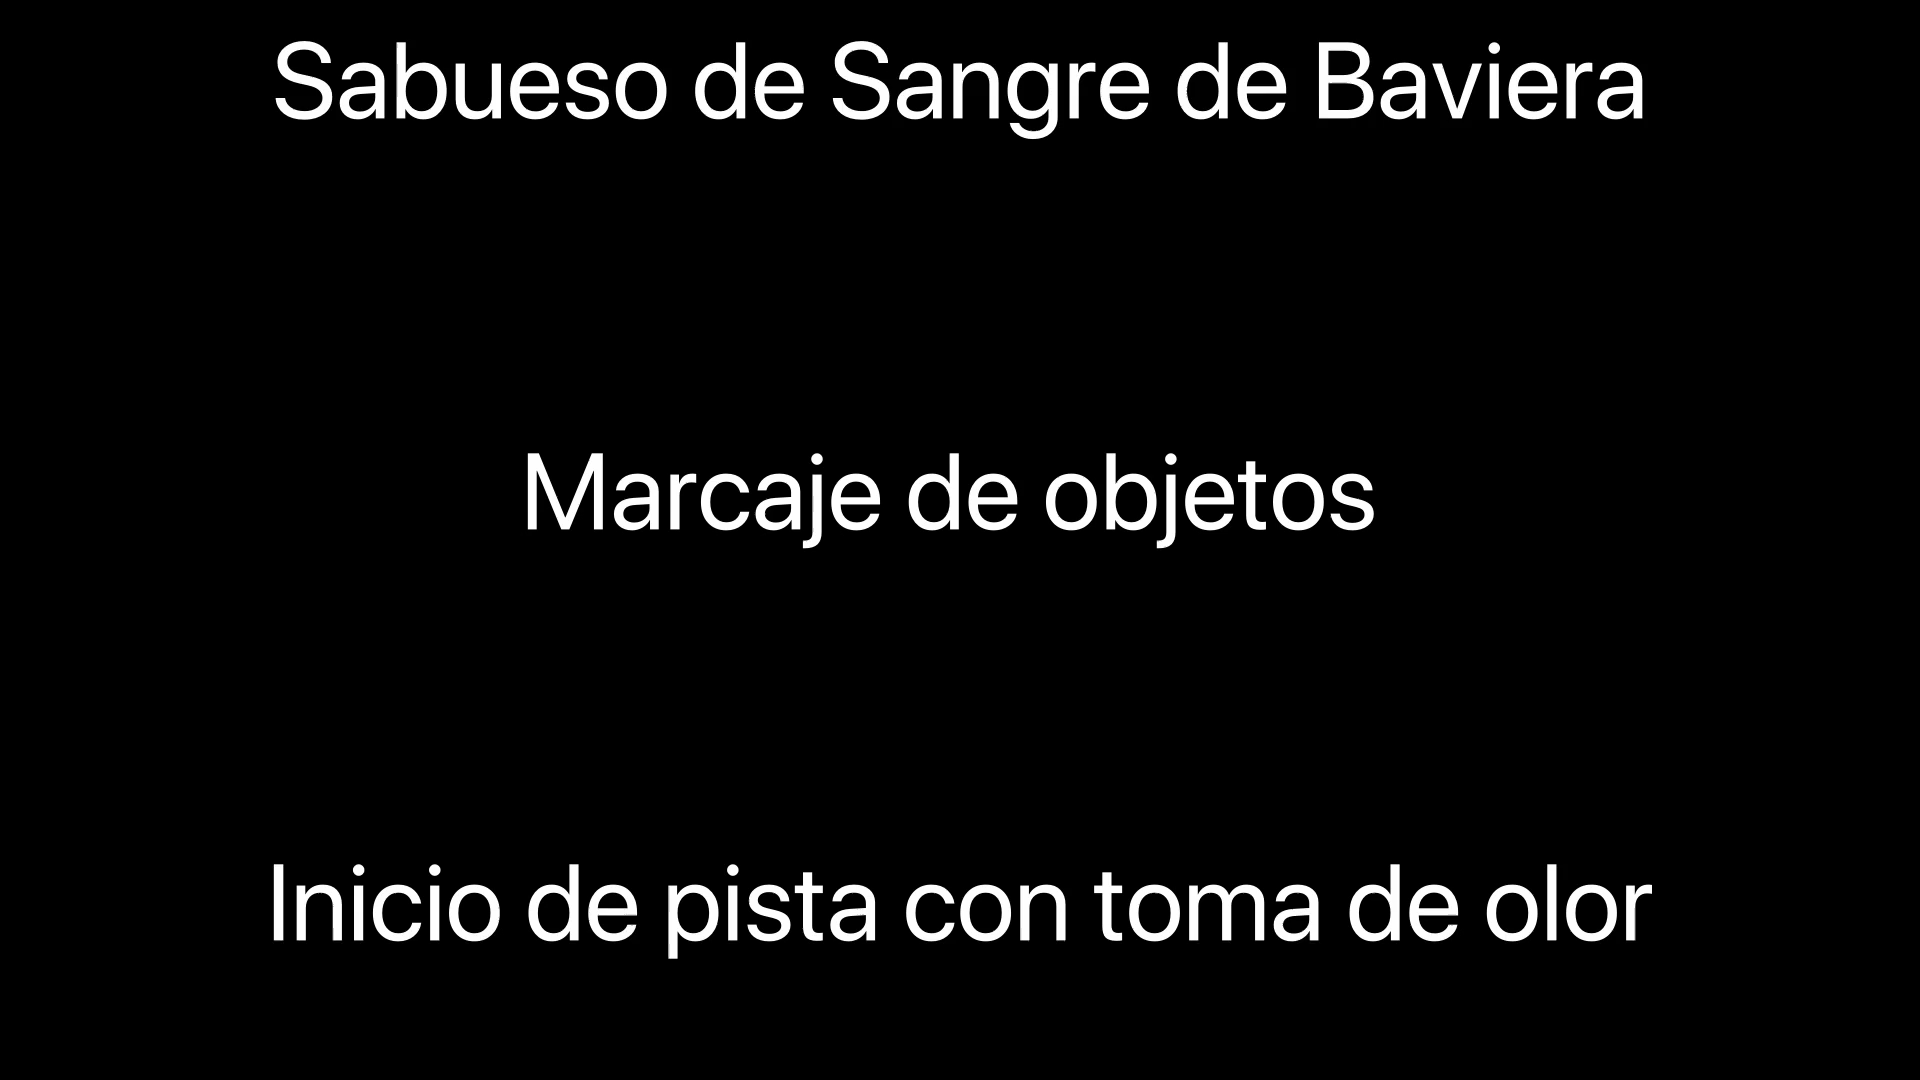 Sabueso de Sangre de Baviera
Marcaje de objetos
Inicio de pista con toma de olor